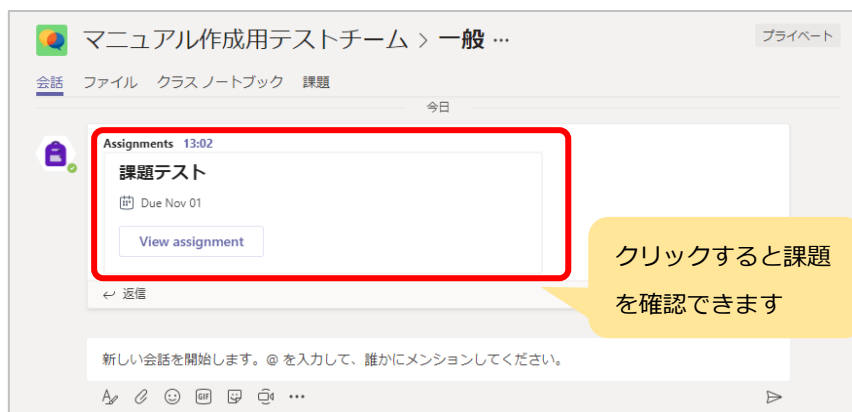 マニュアル作成用テストチーム > 一般 …
プライベート
会話 ファイル クラス ノートブック 課題
今日
Assignments 13:02
課題テスト
Due Nov 01
View assignment
クリックすると課題
を確認できます
返信
新しい会話を開始します。@ を入力して、誰かにメンションしてください。
GIF